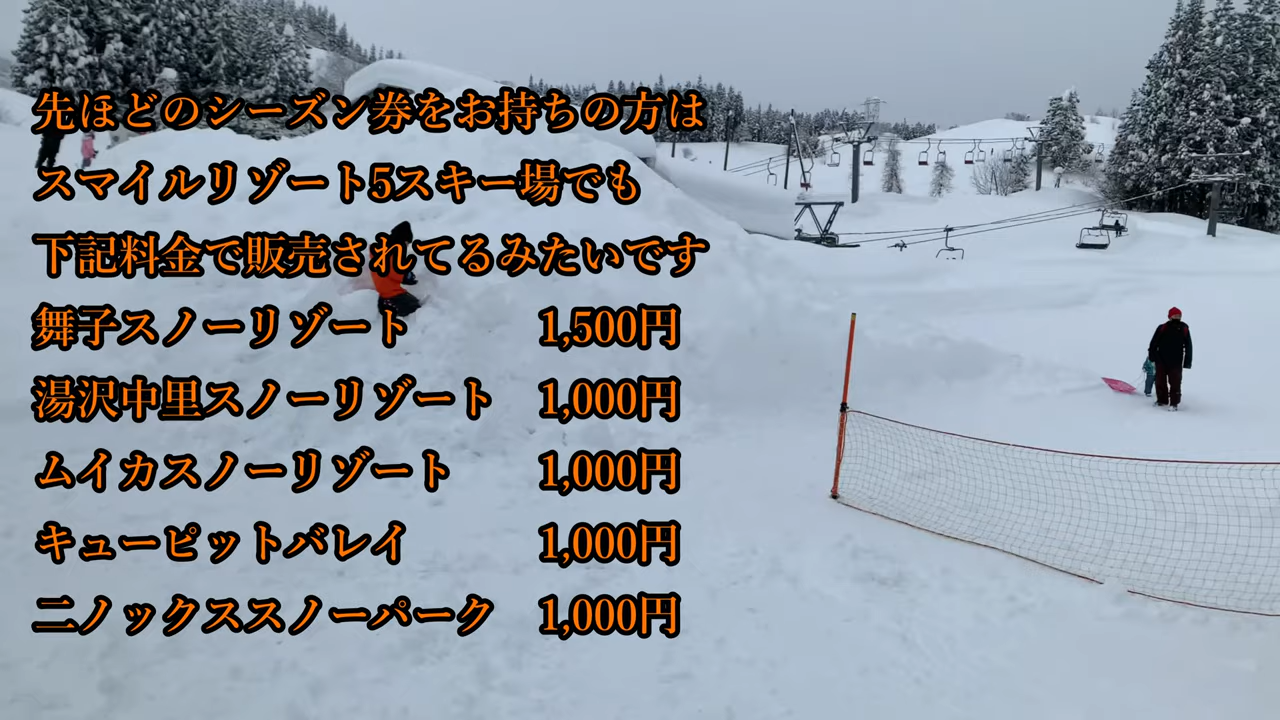 先ほどのシーズン券をお持ちの方は
スマイルリゾート5スキー場でも
下記料金で販売されてるみたいです
舞子スノーリゾート 1,500円
湯沢中里スノーリゾート 1,000円
ムイカスノーリゾート 1,000円
キューピットバレイ 1,000円
二ノックススノーパーク 1,000円